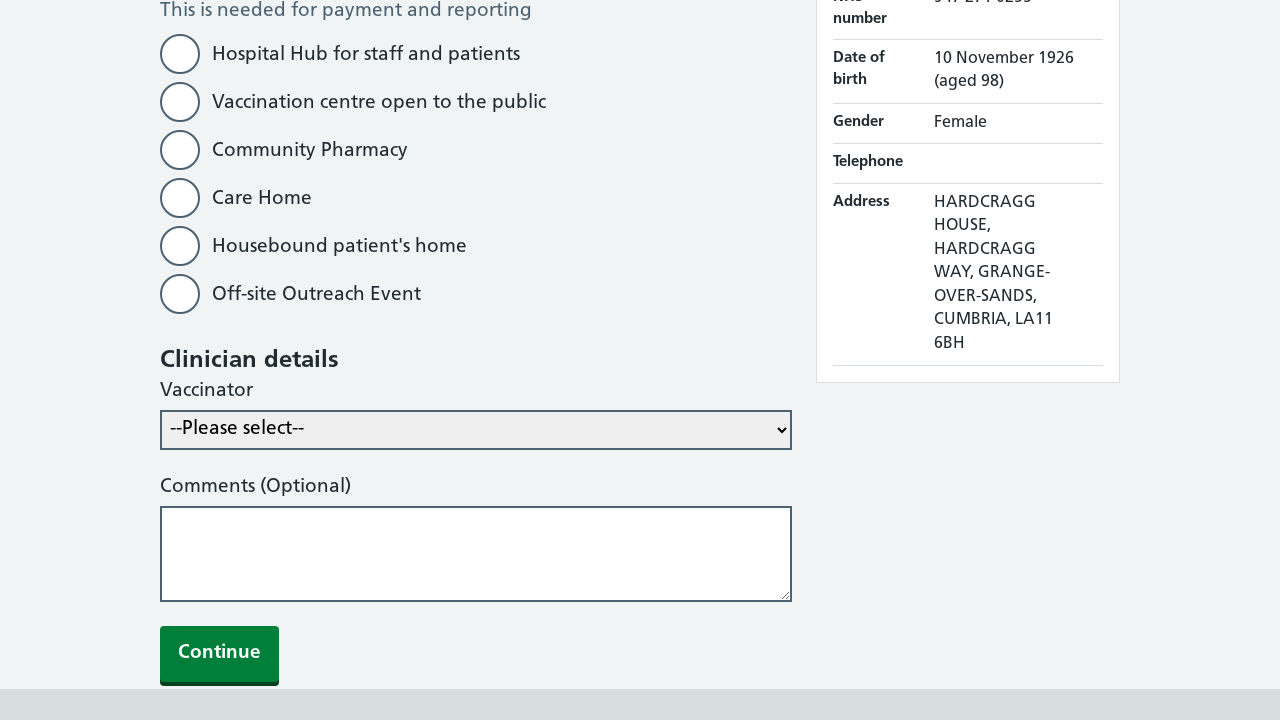 This is needed for payment and reporting
Hospital Hub for staff and patients
Vaccination centre open to the public
Community Pharmacy
Care Home
Housebound patient's home
Off-site Outreach Event
Clinician details
Vaccinator
--Please select--
Comments (Optional)
Continue
number
Date of birth
10 November 1926
(aged 98)
Gender
Female
Telephone
Address
HARDCRAGG
HOUSE,
HARDCRAGG
WAY, GRANGE-
OVER-SANDS,
CUMBRIA, LA11
6BH